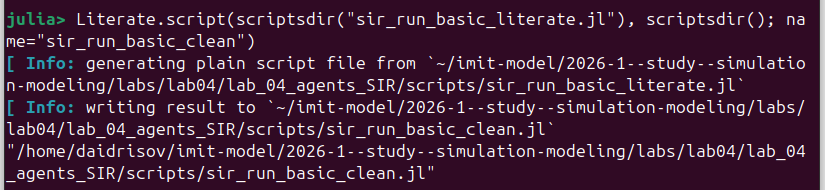 julia> Literate.script(scriptsdir("sir_run_basic_literate.jl"), scriptsdir(); na
me="sir_run_basic_clean")
[ Info: generating plain script file from `~/imit-model/2026-1--study--simulatio
n-modeling/labs/lab04/lab_04_agents_SIR/scripts/sir_run_basic_literate.jl`
[ Info: writing result to `~/imit-model/2026-1--study--simulation-modeling/labs/
lab04/lab_04_agents_SIR/scripts/sir_run_basic_clean.jl`
"/home/daidrisov/imit-model/2026-1--study--simulation-modeling/labs/lab04/lab_04
_agents_SIR/scripts/sir_run_basic_clean.jl"